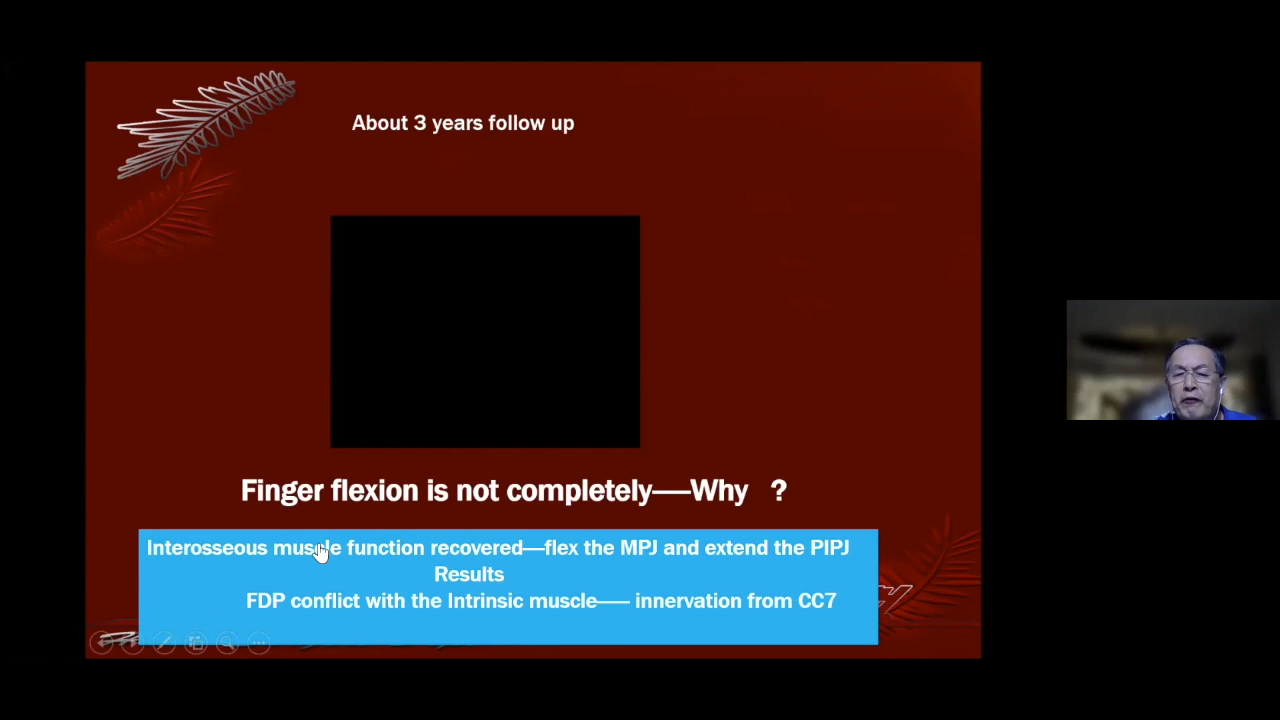 About 3 years follow up
Finger flexion is not completely——Why ?
Interosseous muscle function recovered—flex the MPJ and extend the PIPJ
Results
FDP conflict with the Intrinsic muscle—— innervation from CC7